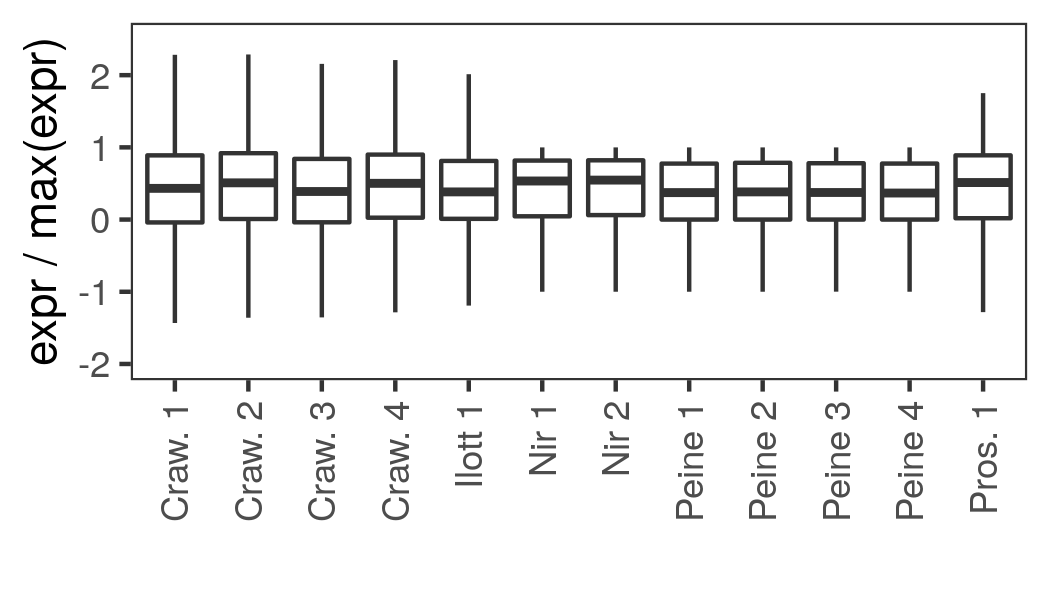 expr / max(expr)
2
1
0
-1
-2
Craw. 1
Craw. 2
Craw. 3
Craw. 4
Ilott 1
Nir 1
Nir 2
Peine 1
Peine 2
Peine 3
Peine 4
Pros. 1